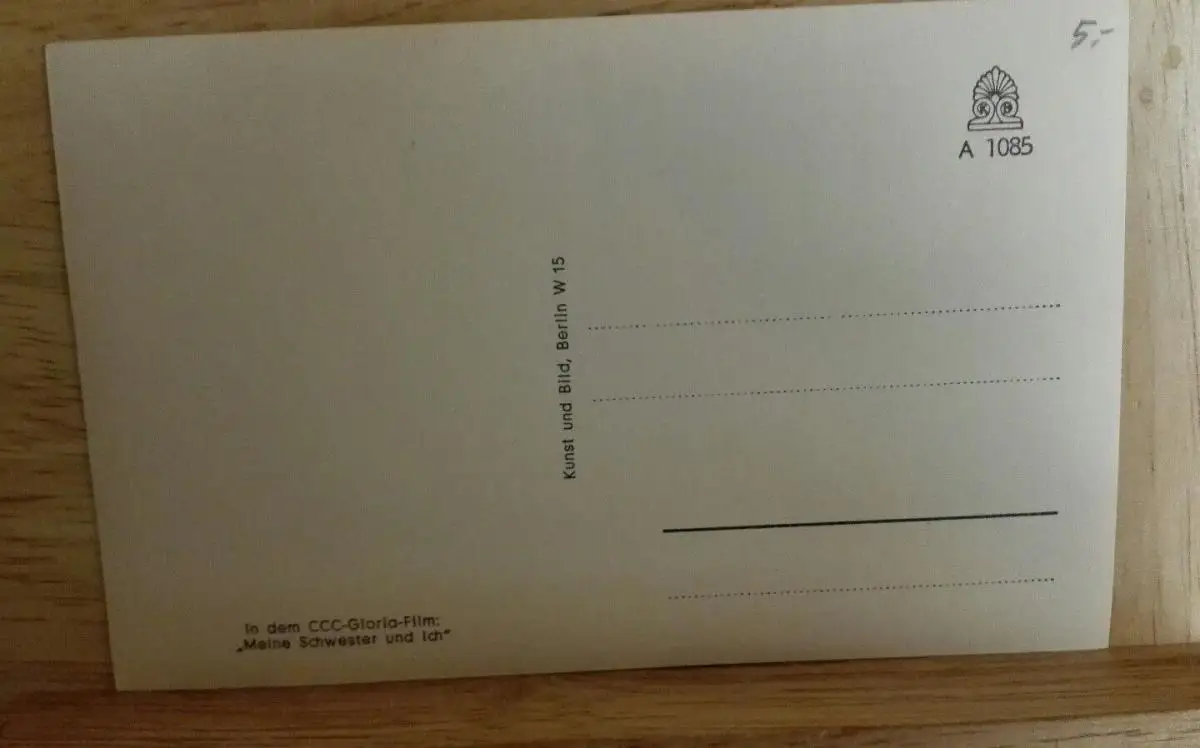 5,-
K B
A 1085
Kunst und Bild, Berlin W 15
In dem CCC-Gloria-Film:
„Meine Schwester und Ich“